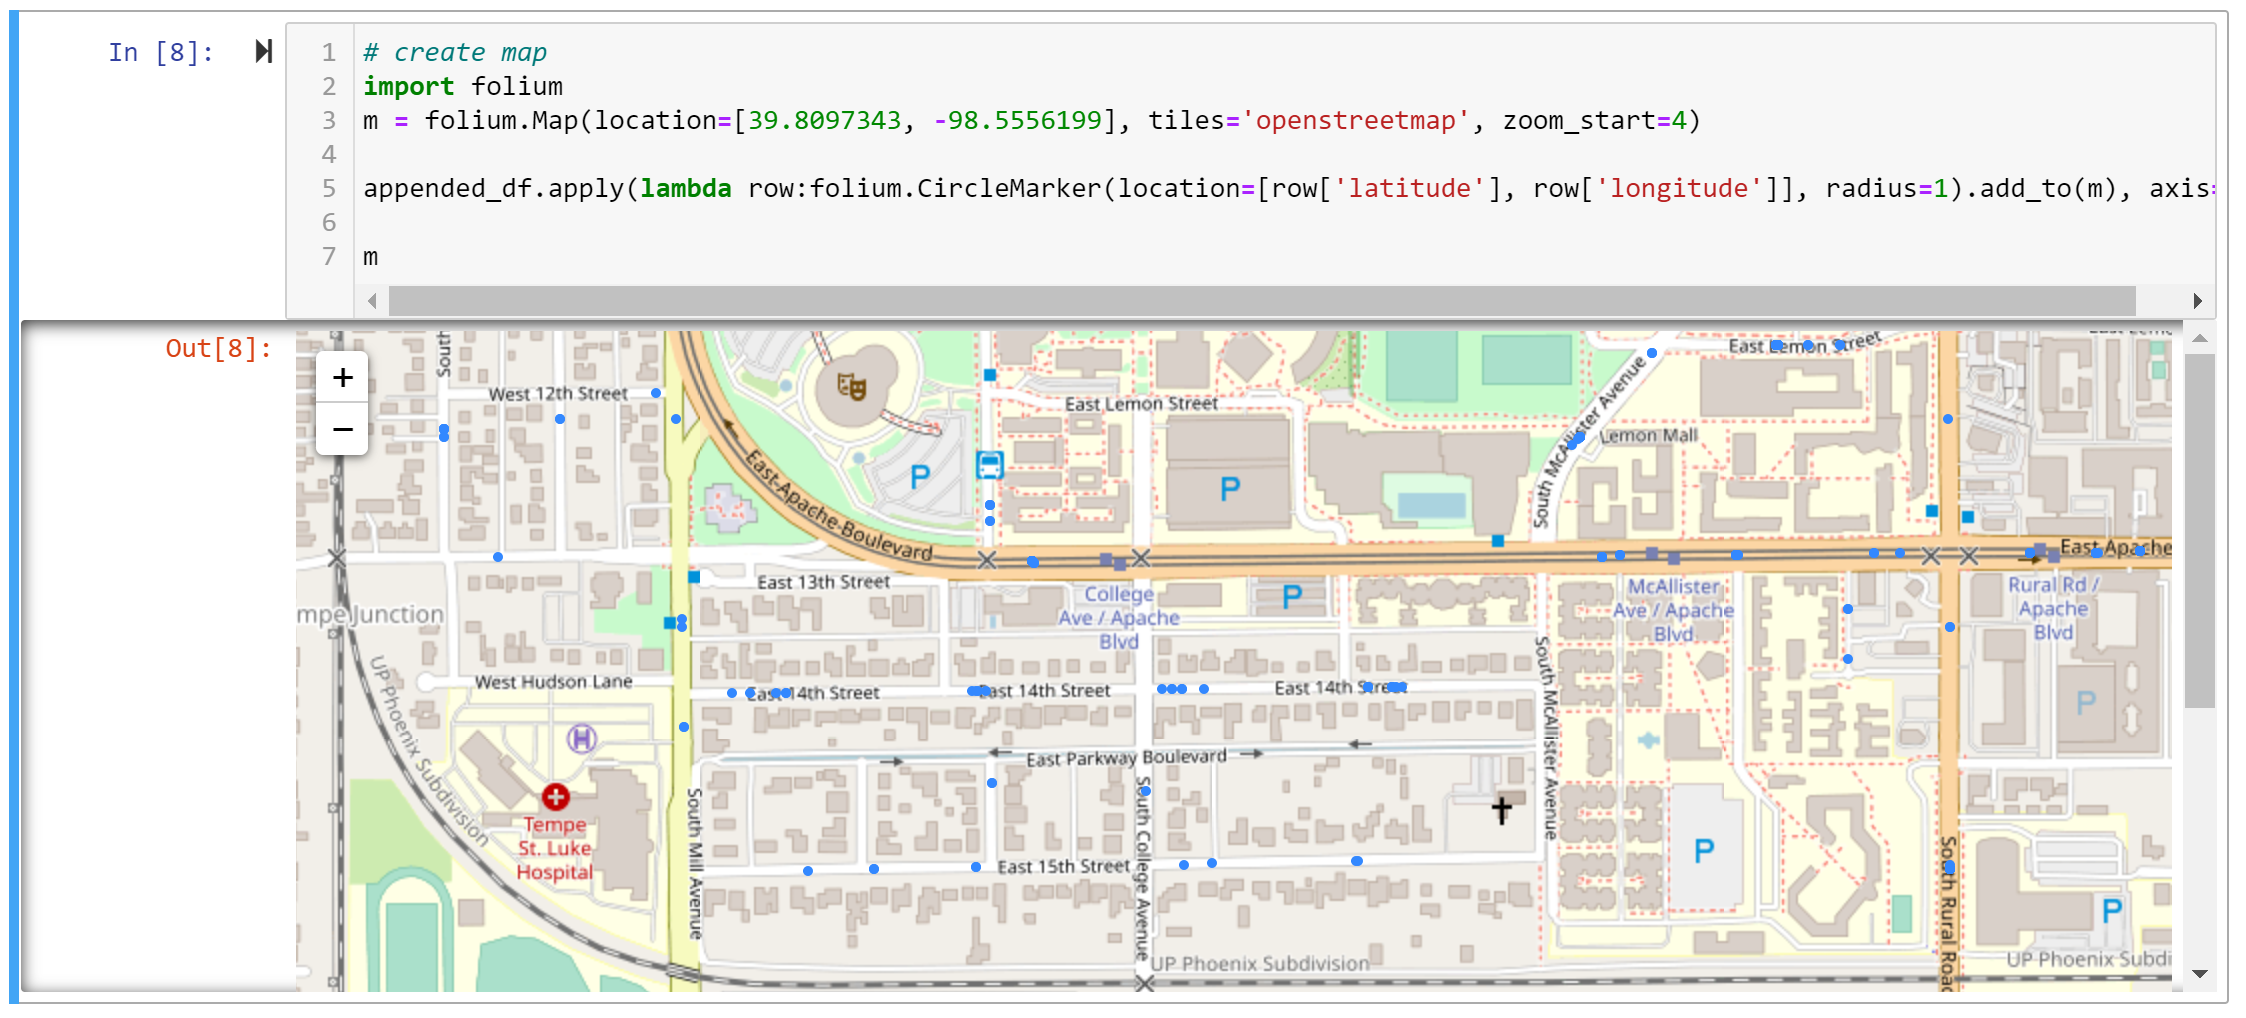 In [8]:
1 # create map
2 import folium
3 m = folium.Map(location=[39.8097343, -98.5556199], tiles='openstreetmap', zoom_start=4)
4
5 appended_df.apply(lambda row:folium.CircleMarker(location=[row['latitude'], row['longitude']], radius=1).add_to(m), axis=
6
7 m
Out[8]:
+
−
South
West 12th Street
East Lemon Street
East Lemon Street
South McAllister Avenue
Lemon Mall
P
P
East Apache Boulevard
East Apache
East 13th Street
P
College
Ave / Apache
Blvd
McAllister
Ave / Apache
Blvd
Rural Rd /
Apache
Blvd
mpe Junction
UP Phoenix Subdivision
West Hudson Lane
East 14th Street
East 14th Street
East 14th Street
South McAllister Avenue
P
H
East Parkway Boulevard
Tempe
St. Luke
Hospital
South Mill Avenue
South College Avenue
East 15th Street
P
P
South Rural Road
UP Phoenix Subdivision
UP Phoenix Subdi